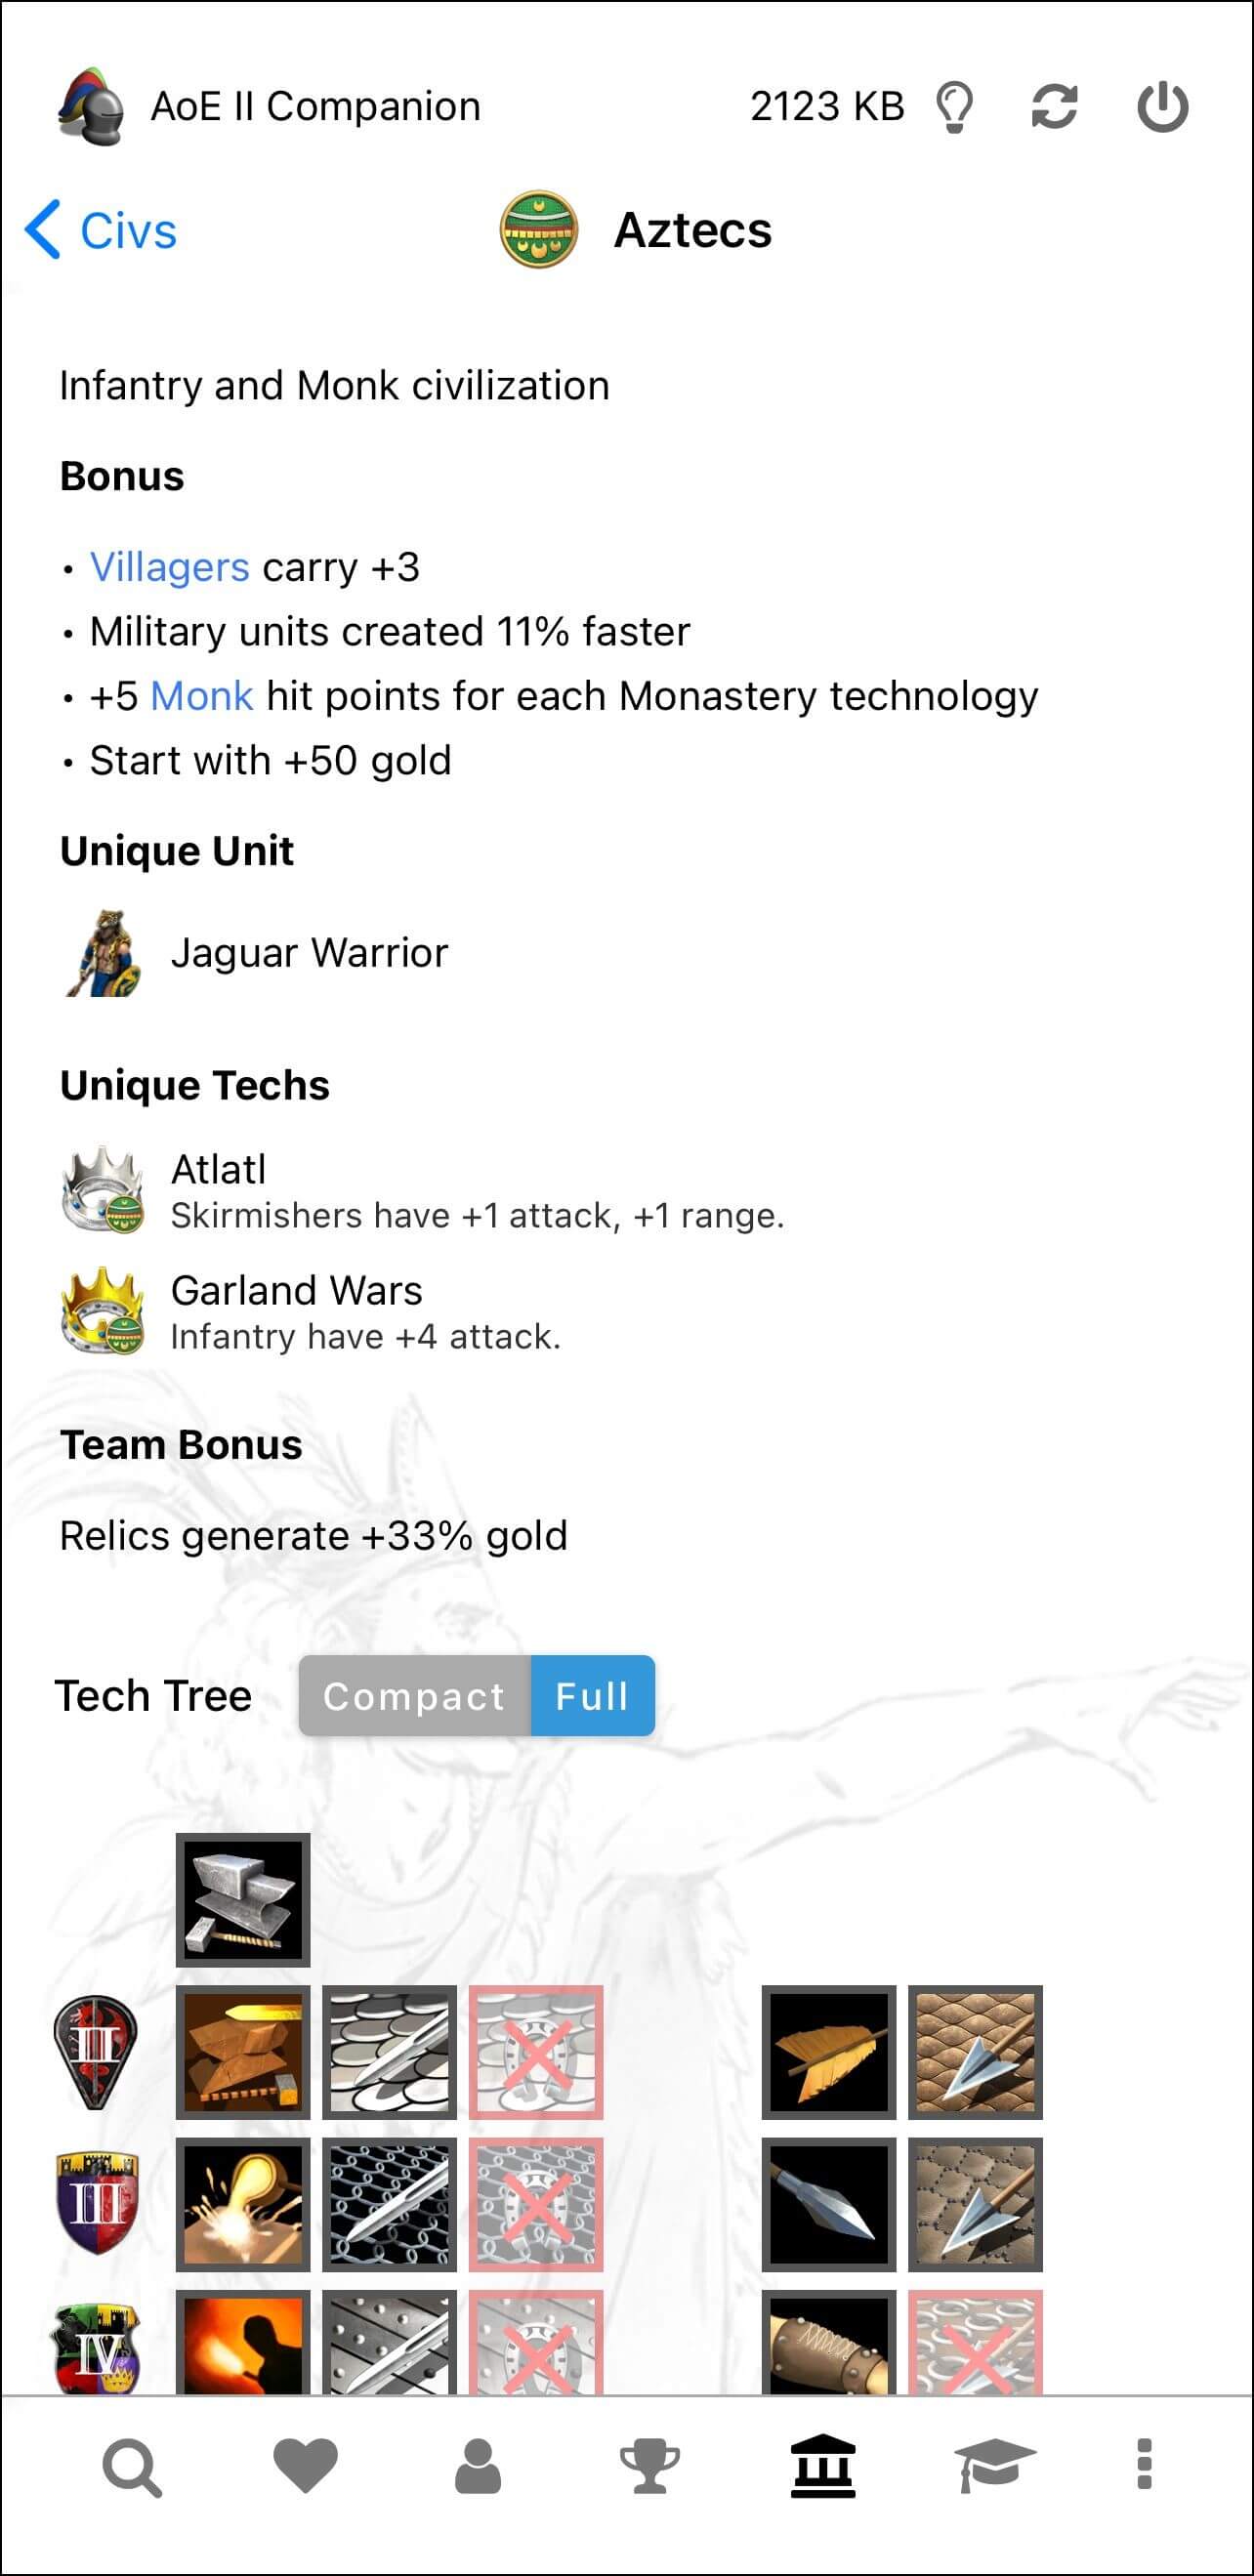 AoE II Companion 2123 KB
Civs Aztecs
Infantry and Monk civilization
Bonus
• Villagers carry +3
• Military units created 11% faster
• +5 Monk hit points for each Monastery technology
• Start with +50 gold
Unique Unit
Jaguar Warrior
Unique Techs
Atlatl
Skirmishers have +1 attack, +1 range.
Garland Wars
Infantry have +4 attack.
Team Bonus
Relics generate +33% gold
Tech Tree Compact Full
II
III
IV